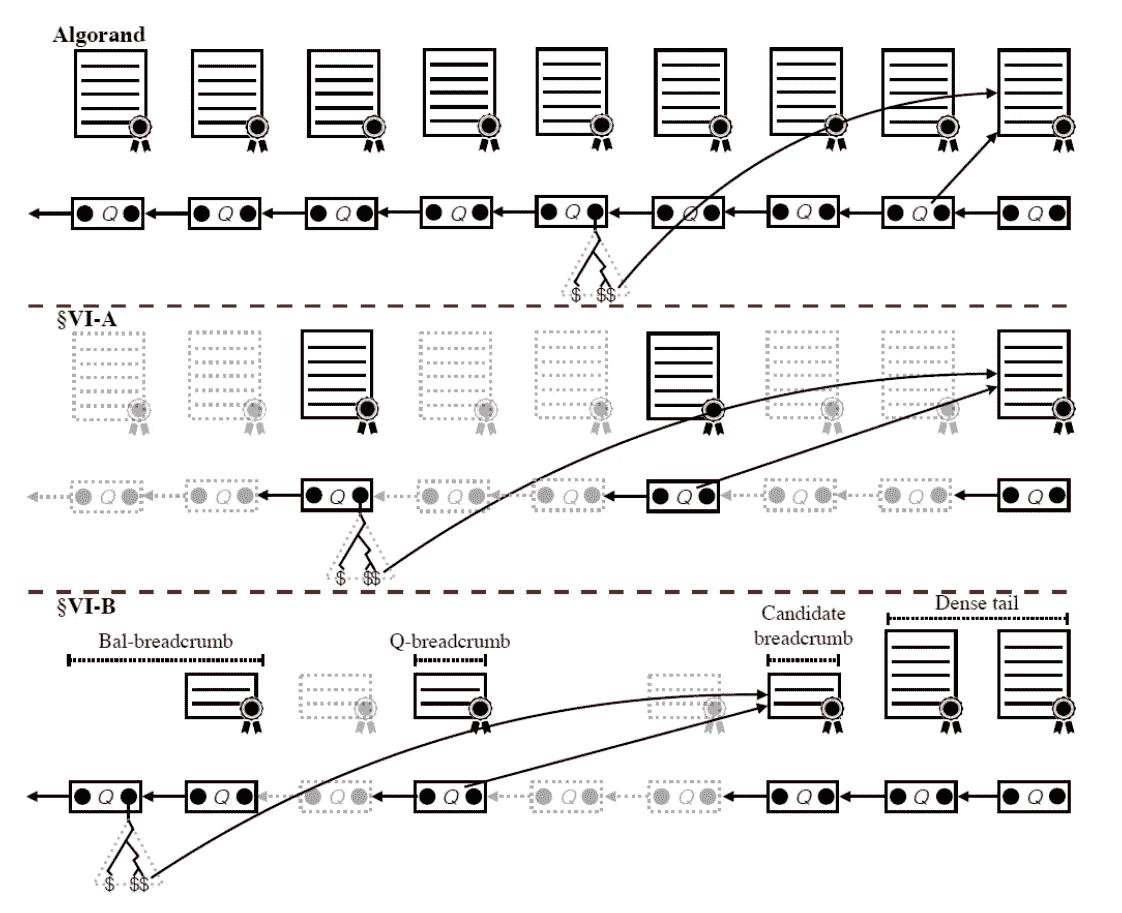 Algorand
Q Q Q Q Q Q Q Q Q
$ $$
§VI-A
Q Q Q Q Q Q Q Q Q
$ $$
§VI-B
Bal-breadcrumb
Q-breadcrumb
Candidate
breadcrumb
Dense tail
Q Q Q Q Q Q Q Q Q
$ $$